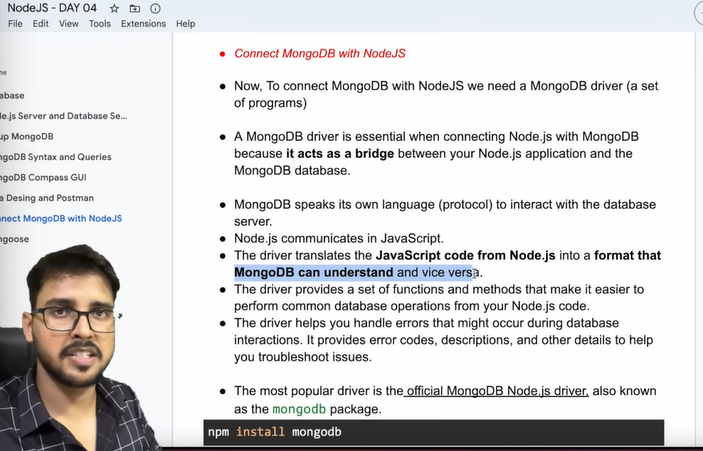 NodeJS - DAY 04
File Edit View Tools Extensions Help
abase
le.js Server and Database Se...
up MongoDB
ngoDB Syntax and Queries
ngoDB Compass GUI
a Desing and Postman
nnect MongoDB with NodeJS
ngoose
● Connect MongoDB with NodeJS
● Now, To connect MongoDB with NodeJS we need a MongoDB driver (a set
of programs)
● A MongoDB driver is essential when connecting Node.js with MongoDB
because it acts as a bridge between your Node.js application and the
MongoDB database.
● MongoDB speaks its own language (protocol) to interact with the database
server.
● Node.js communicates in JavaScript.
● The driver translates the JavaScript code from Node.js into a format that
MongoDB can understand and vice versa.
● The driver provides a set of functions and methods that make it easier to
perform common database operations from your Node.js code.
● The driver helps you handle errors that might occur during database
interactions. It provides error codes, descriptions, and other details to help
you troubleshoot issues.
● The most popular driver is the official MongoDB Node.js driver, also known
as the mongodb package.
npm install mongodb